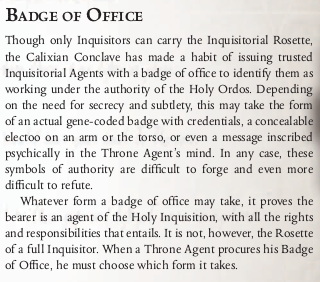 Badge of Office
Though only Inquisitors can carry the Inquisitorial Rosette,
the Calixian Conclave has made a habit of issuing trusted
Inquisitorial Agents with a badge of office to identify them as
working under the authority of the Holy Ordos. Depending
on the need for secrecy and subtlety, this may take the form
of an actual gene-coded badge with credentials, a concealable
electoo on an arm or the torso, or even a message inscribed
psychically in the Throne Agent's mind. In any case, these
symbols of authority are difficult to forge and even more
difficult to refute.
Whatever form a badge of office may take, it proves the
bearer is an agent of the Holy Inquisition, with all the rights
and responsibilities that entails. It is not, however, the Rosette
of a full Inquisitor. When a Throne Agent procures his Badge
of Office, he must choose which form it takes.